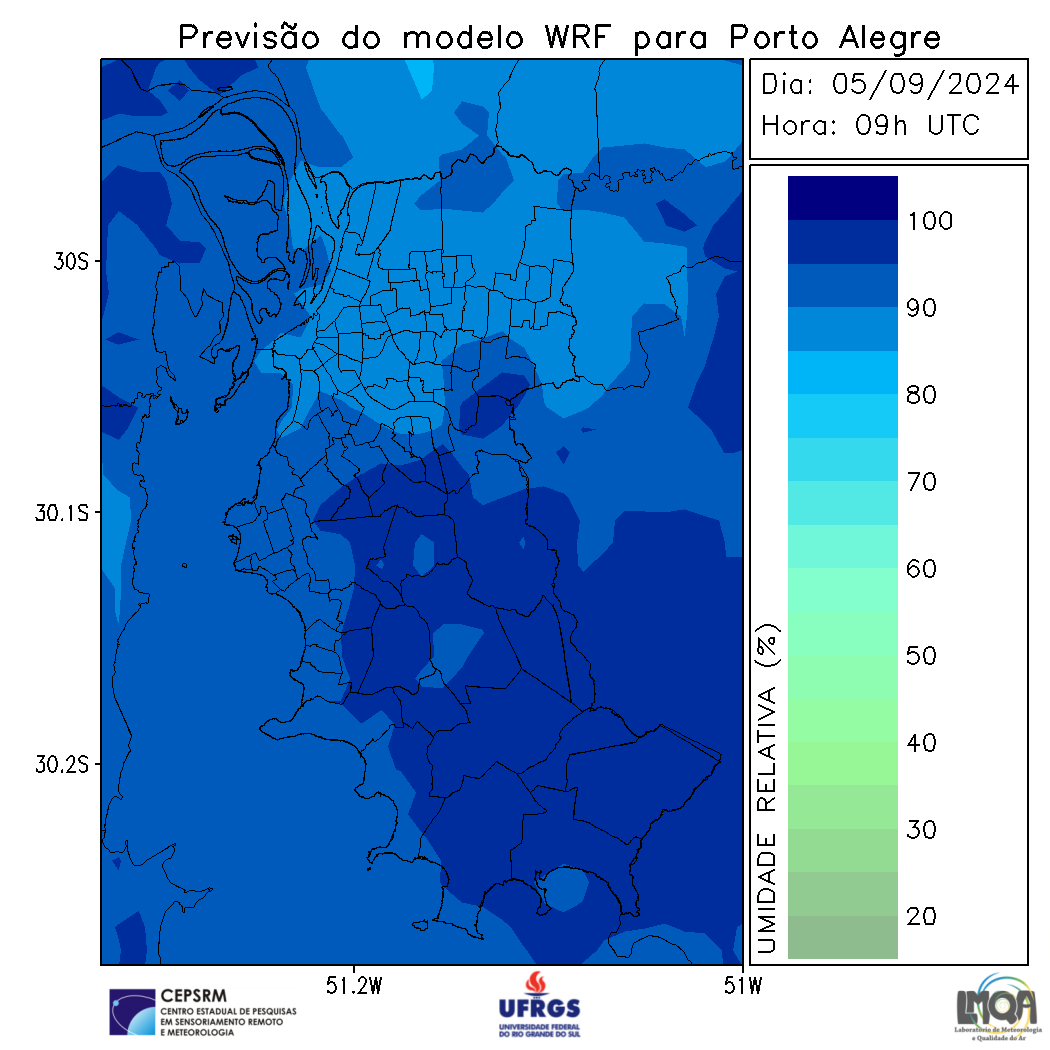 Previsão do modelo WRF para Porto Alegre
Dia: 05/09/2024
Hora: 09h UTC
30S
30.1S
30.2S
51.2W
51W
UMIDADE RELATIVA (%)
100
90
80
70
60
50
40
30
20
CEPSRM
CENTRO ESTADUAL DE PESQUISAS
EM SENSORIAMENTO REMOTO
E METEOROLOGIA
UFRGS
UNIVERSIDADE FEDERAL
DO RIO GRANDE DO SUL
LMQA
Laboratório de Meteorologia
e Qualidade do Ar